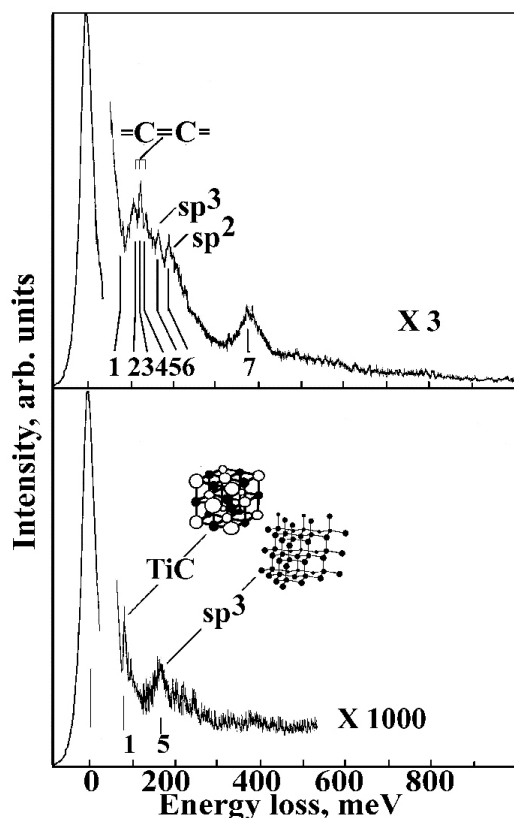 =C=C=
sp3
sp2
X 3
1 2 3 4 5 6 7
TiC
sp3
X 1000
1 5
0 200 400 600 800
Energy loss, meV
Intensity, arb. units